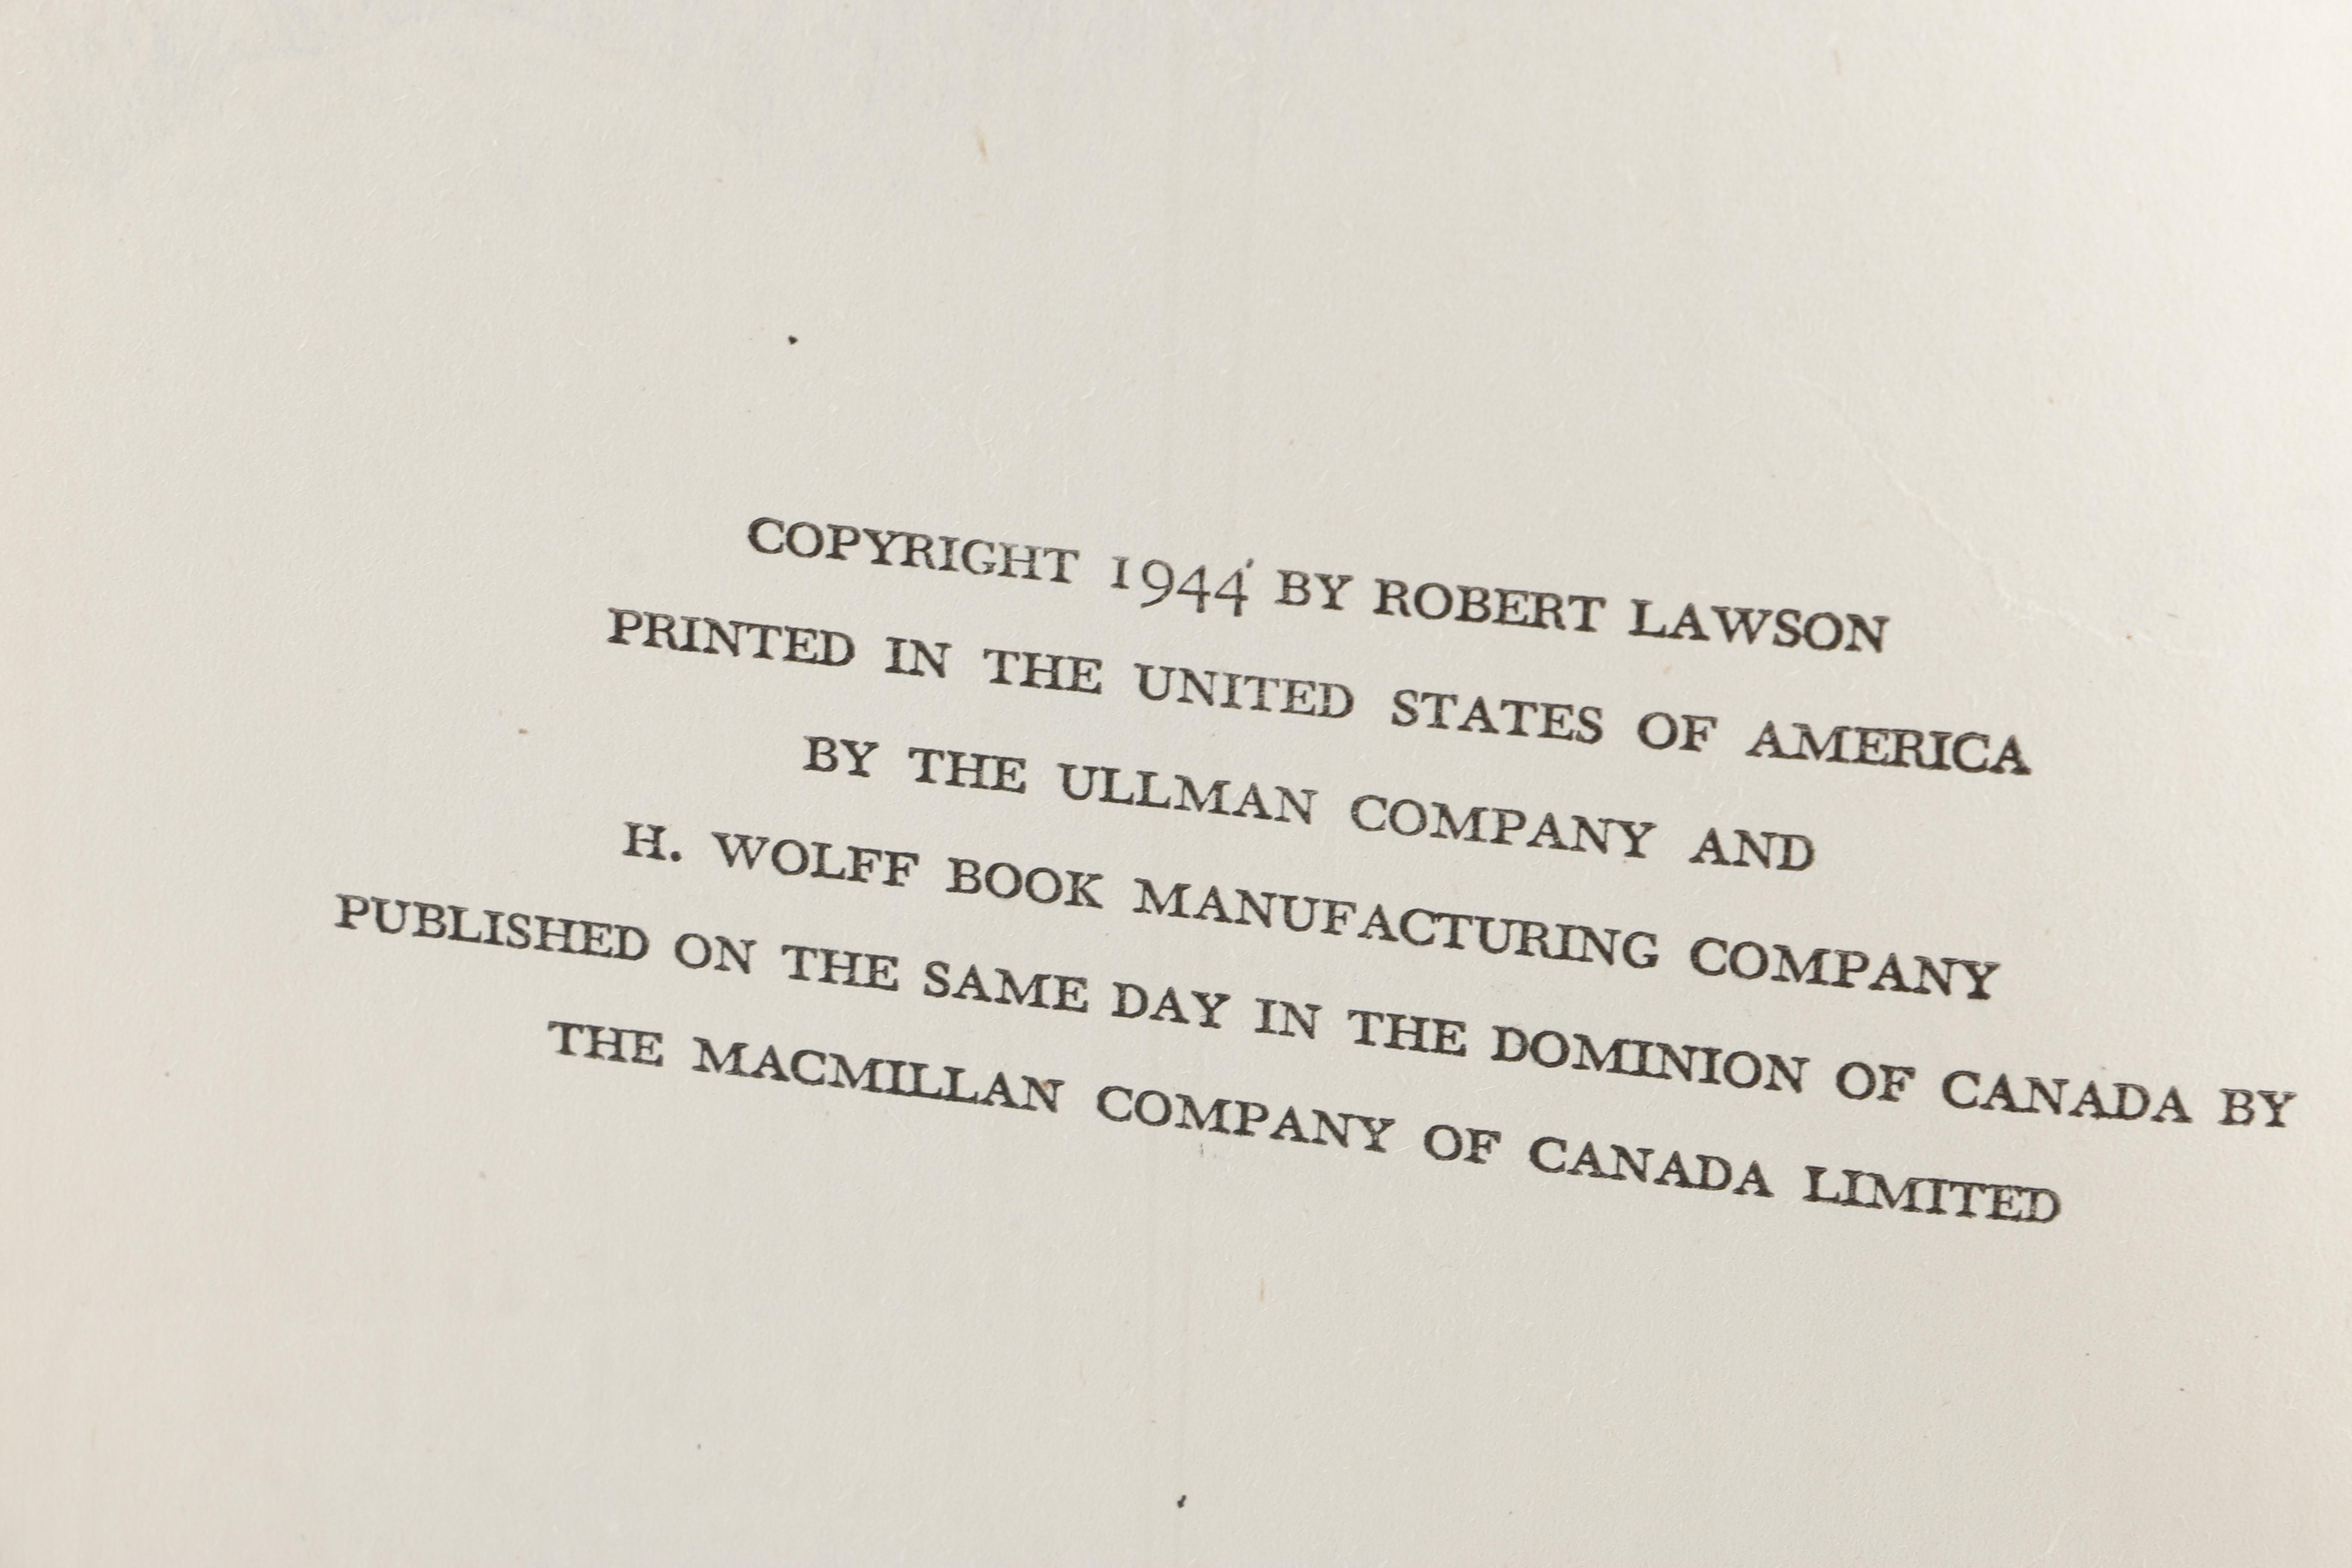 COPYRIGHT 1944 BY ROBERT LAWSON
PRINTED IN THE UNITED STATES OF AMERICA
BY THE ULLMAN COMPANY AND
H. WOLFF BOOK MANUFACTURING COMPANY
PUBLISHED ON THE SAME DAY IN THE DOMINION OF CANADA BY
THE MACMILLAN COMPANY OF CANADA LIMITED